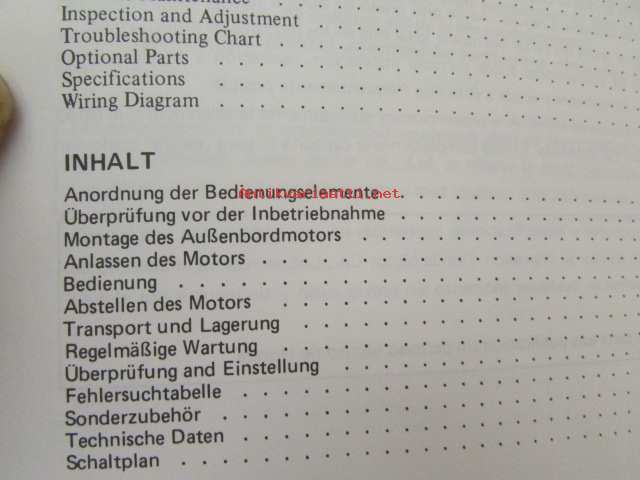 Maintenance
Inspection and Adjustment
Troubleshooting Chart
Optional Parts
Specifications
Wiring Diagram
INHALT
Anordnung der Bedienungselemente
Überprüfung vor der Inbetriebnahme
Montage des Außenbordmotors
Anlassen des Motors
Bedienung
Abstellen des Motors
Transport und Lagerung
Regelmäßige Wartung
Überprüfung and Einstellung
Fehlersuchtabelle
Sonderzubehör
Technische Daten
Schaltplan